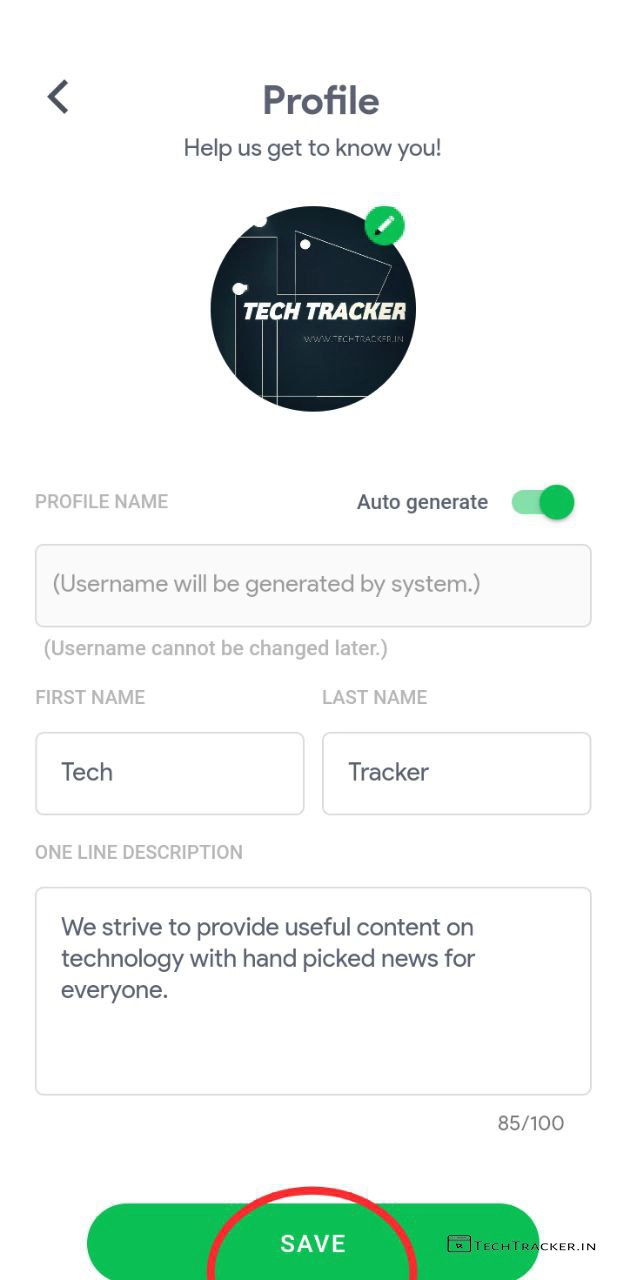 Profile
Help us get to know you!
TECH TRACKER
WWW.TECHTRACKER.IN
PROFILE NAME
Auto generate
(Username will be generated by system.)
(Username cannot be changed later.)
FIRST NAME
LAST NAME
Tech
Tracker
ONE LINE DESCRIPTION
We strive to provide useful content on
technology with hand picked news for
everyone.
85/100
SAVE
TECHTRACKER.IN